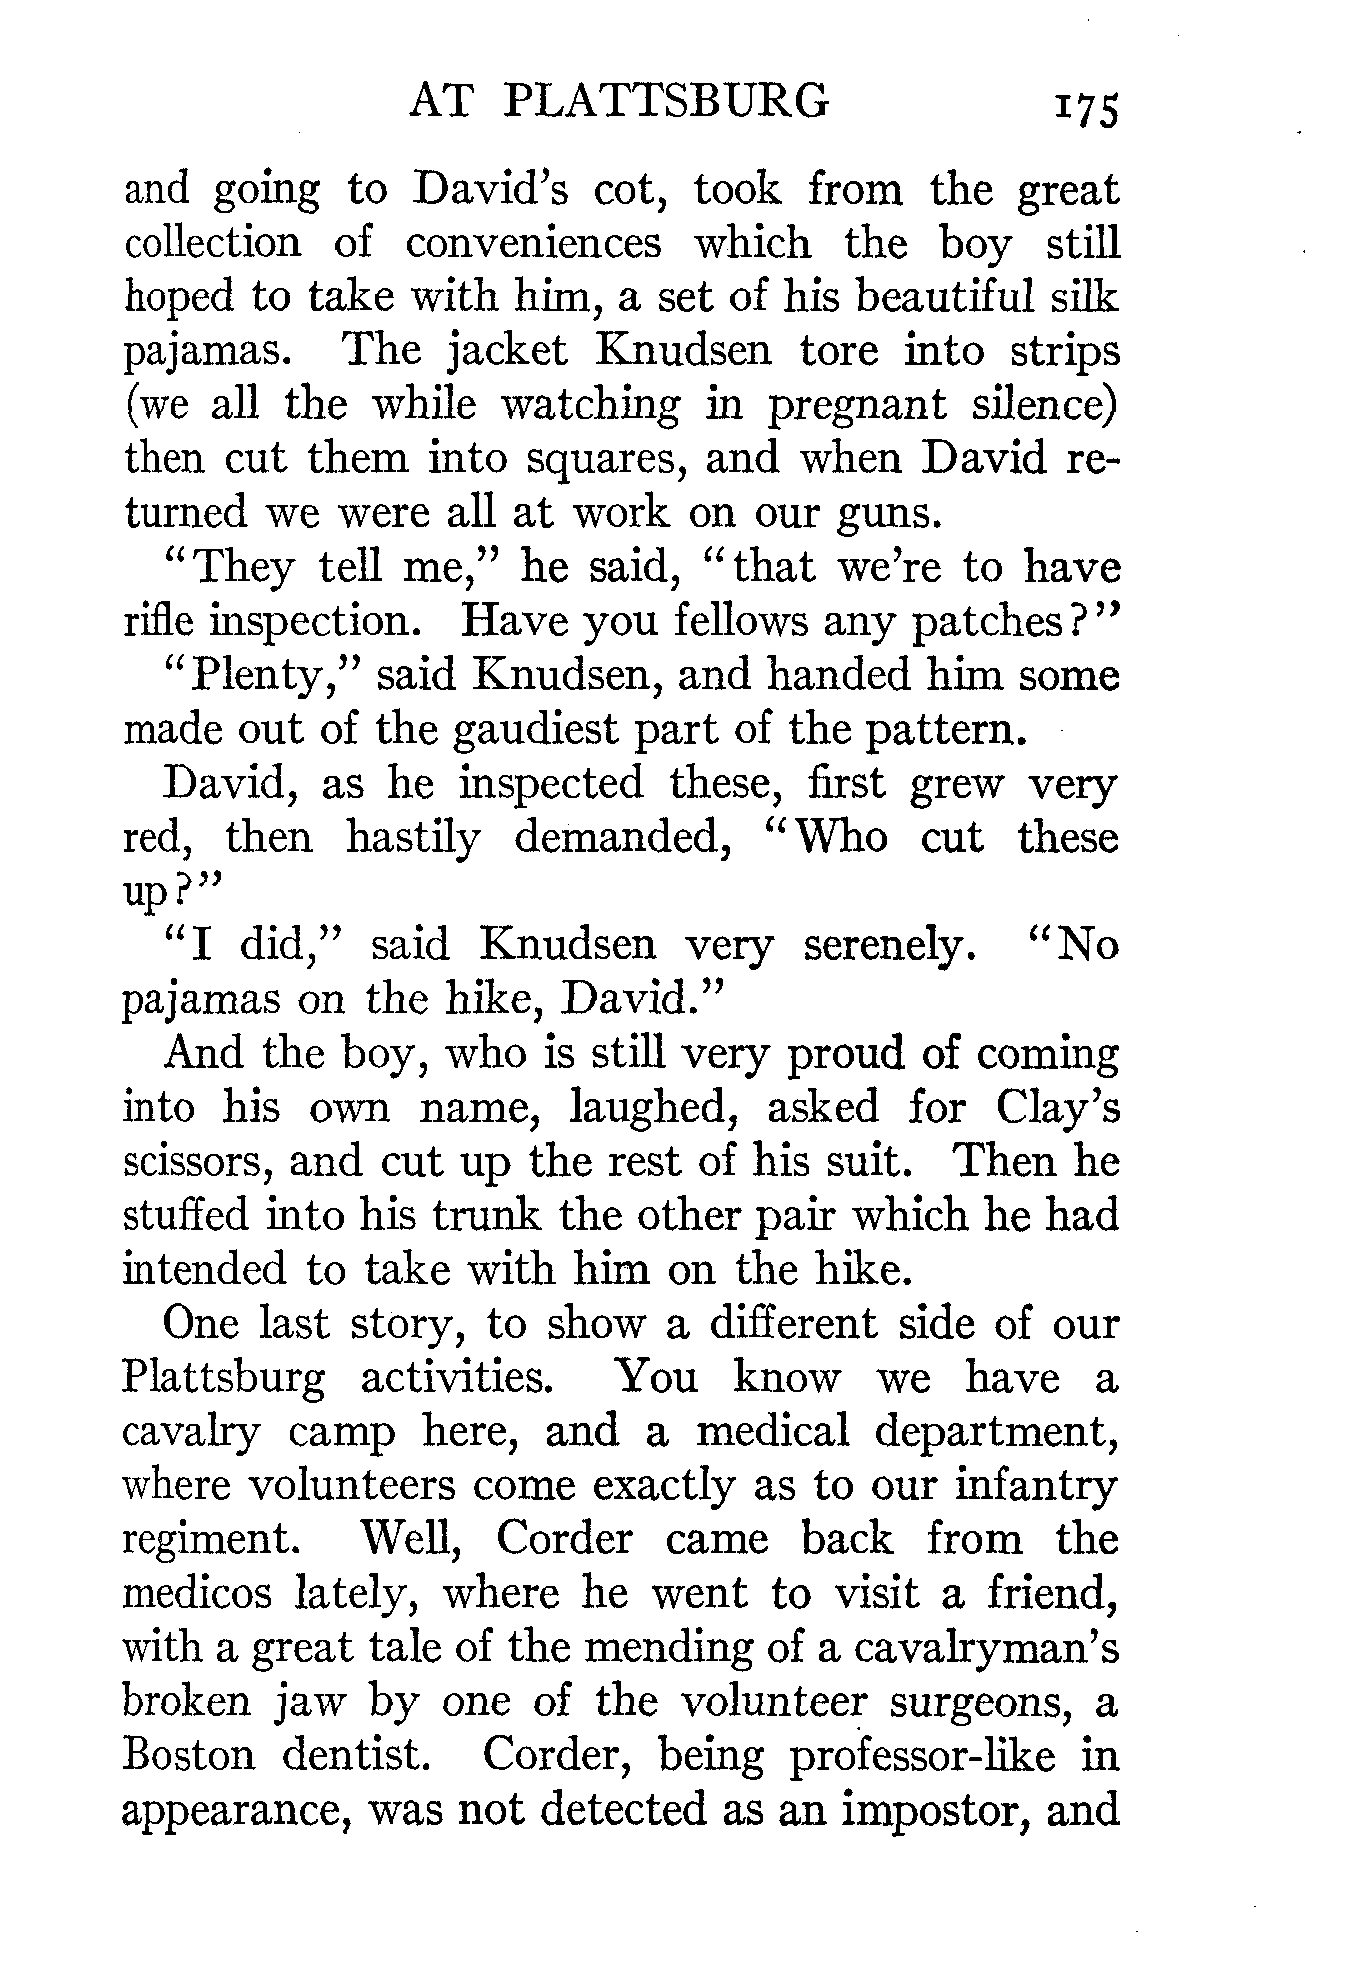 AT PLATTSBURG 175
and going to David's cot, took from the great
collection of conveniences which the boy still
hoped to take with him, a set of his beautiful silk
pajamas. The jacket Knudsen tore into strips
(we all the while watching in pregnant silence)
then cut them into squares, and when David re-
turned we were all at work on our guns.
"They tell me," he said, "that we're to have
rifle inspection. Have you fellows any patches?"
"Plenty," said Knudsen, and handed him some
made out of the gaudiest part of the pattern.
David, as he inspected these, first grew very
red, then hastily demanded, "Who cut these
up?"
"I did," said Knudsen very serenely. "No
pajamas on the hike, David."
And the boy, who is still very proud of coming
into his own name, laughed, asked for Clay's
scissors, and cut up the rest of his suit. Then he
stuffed into his trunk the other pair which he had
intended to take with him on the hike.
One last story, to show a different side of our
Plattsburg activities. You know we have a
cavalry camp here, and a medical department,
where volunteers come exactly as to our infantry
regiment. Well, Corder came back from the
medicos lately, where he went to visit a friend,
with a great tale of the mending of a cavalryman's
broken jaw by one of the volunteer surgeons, a
Boston dentist. Corder, being professor-like in
appearance, was not detected as an impostor, and